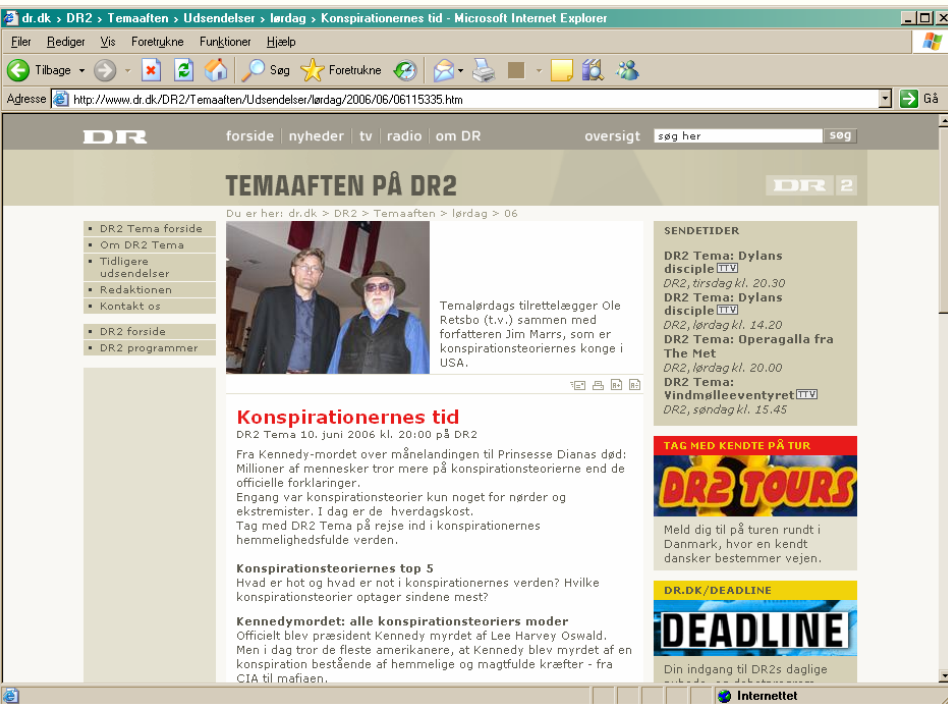 dr.dk > DR2 > Temaaften > Udsendelser > lørdag > Konspirationernes tid - Microsoft Internet Explorer
Filer Rediger Vis Foretrukne Funktioner Hjælp
Tilbage Søg Foretrukne
Adresse http://www.dr.dk/DR2/Temaaften/Udsendelser/lørdag/2006/06/06115335.htm Gå
DR forside | nyheder | tv | radio | om DR oversigt søg her søg
TEMAAFTEN PÅ DR2
DR 2
Du er her: dr.dk > DR2 > Temaaften > lørdag > 06
DR2 Tema forside
Om DR2 Tema
Tidligere
udsendelser
Redaktionen
Kontakt os
DR2 forside
DR2 programmer
Temalørdags tilrettelægger Ole
Retsbo (t.v.) sammen med
forfatteren Jim Marrs, som er
konspirationsteoriernes konge i
USA.
Konspirationernes tid
DR2 Tema 10. juni 2006 kl. 20:00 på DR2
Fra Kennedy-mordet over månelandingen til Prinsesse Dianas død:
Millioner af mennesker tror mere på konspirationsteorierne end de
officielle forklaringer.
Engang var konspirationsteorier kun noget for nørder og
ekstremister. I dag er de hverdagskost.
Tag med DR2 Tema på rejse ind i konspirationernes
hemmelighedsfulde verden.
Konspirationsteoriernes top 5
Hvad er hot og hvad er not i konspirationernes verden? Hvilke
konspirationsteorier optager sindene mest?
Kennedymordet: alle konspirationsteoriers moder
Officielt blev præsident Kennedy myrdet af Lee Harvey Oswald.
Men i dag tror de fleste amerikanere, at Kennedy blev myrdet af en
konspiration bestående af hemmelige og magtfulde kræfter - fra
CIA til mafiaen.
SENDETIDER
DR2 Tema: Dylans
disciple TTV
DR2, tirsdag kl. 20.30
DR2 Tema: Dylans
disciple TTV
DR2, lørdag kl. 14.20
DR2 Tema: Operagalla fra
The Met
DR2, lørdag kl. 20.00
DR2 Tema:
Vindmølleeventyret TTV
DR2, søndag kl. 15.45
TAG MED KENDTE PÅ TUR
DR2 TOURS
Meld dig til på turen rundt i
Danmark, hvor en kendt
dansker bestemmer vejen.
DR.DK/DEADLINE
DEADLINE
Din indgang til DR2s daglige
Internettet